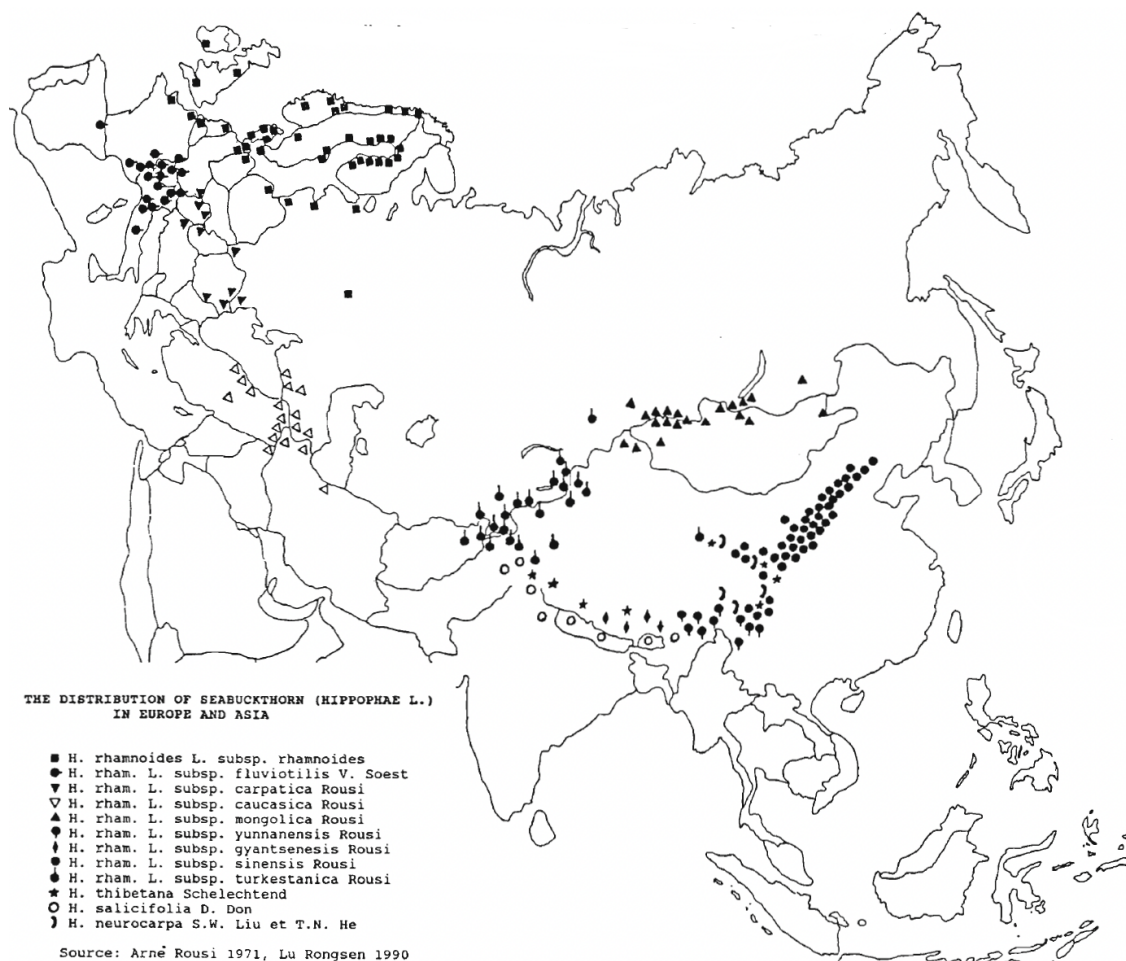 THE DISTRIBUTION OF SEABUCKTHORN (HIPPOPHAE L.)
IN EUROPE AND ASIA
H. rhamnoides L. subsp. rhamnoides
H. rham. L. subsp. fluviotilis V. Soest
H. rham. L. subsp. carpatica Rousi
H. rham. L. subsp. caucasica Rousi
H. rham. L. subsp. mongolica Rousi
H. rham. L. subsp. yunnanensis Rousi
H. rham. L. subsp. gyantsenesis Rousi
H. rham. L. subsp. sinensis Rousi
H. rham. L. subsp. turkestanica Rousi
H. thibetana Schelechtend
H. salicifolia D. Don
H. neurocarpa S.W. Liu et T.N. He
Source: Arne Rousi 1971, Lu Rongsen 1990